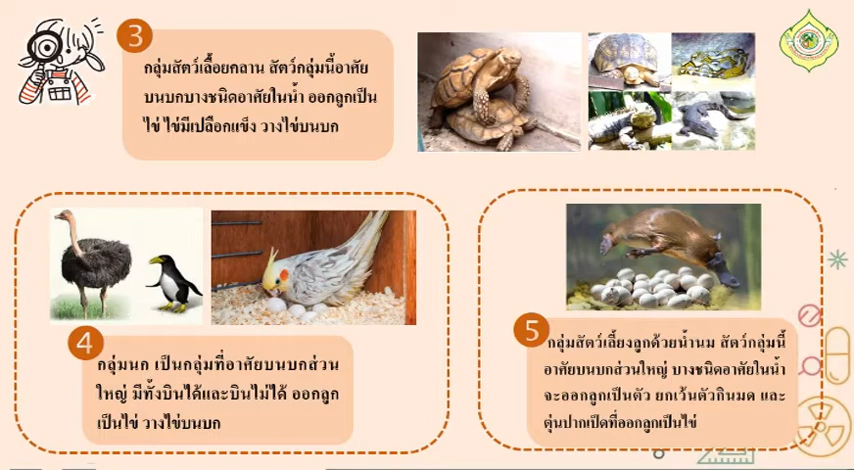 3
กลุ่มสัตว์เลื้อยคลาน สัตว์กลุ่มนี้อาศัย
บนบกบางชนิดอาศัยในน้ำ ออกลูกเป็น
ไข่ ไข่มีเปลือกแข็ง วางไข่บนบก
4
กลุ่มนก เป็นกลุ่มที่อาศัยบนบกส่วน
ใหญ่ มีทั้งบินได้และบินไม่ได้ ออกลูก
เป็นไข่ วางไข่บนบก
5
กลุ่มสัตว์เลี้ยงลูกด้วยน้ำนม สัตว์กลุ่มนี้
อาศัยบนบกส่วนใหญ่ บางชนิดอาศัยในน้ำ
จะออกลูกเป็นตัว ยกเว้นตัวกินมด และ
ตุ่นปากเป็ดที่ออกลูกเป็นไข่